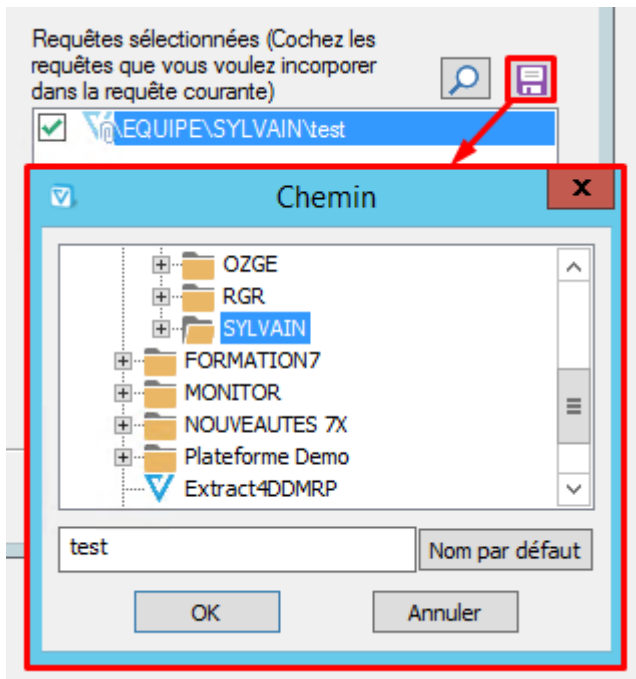 Requêtes sélectionnées (Cochez les
requêtes que vous voulez incorporer
dans la requête courante)
\EQUIPE\SYLVAIN\test
Chemin
x
OZGE
RGR
SYLVAIN
FORMATION7
MONITOR
NOUVEAUTES 7X
Plateforme Demo
Extract4DDMRP
test
Nom par défaut
OK
Annuler